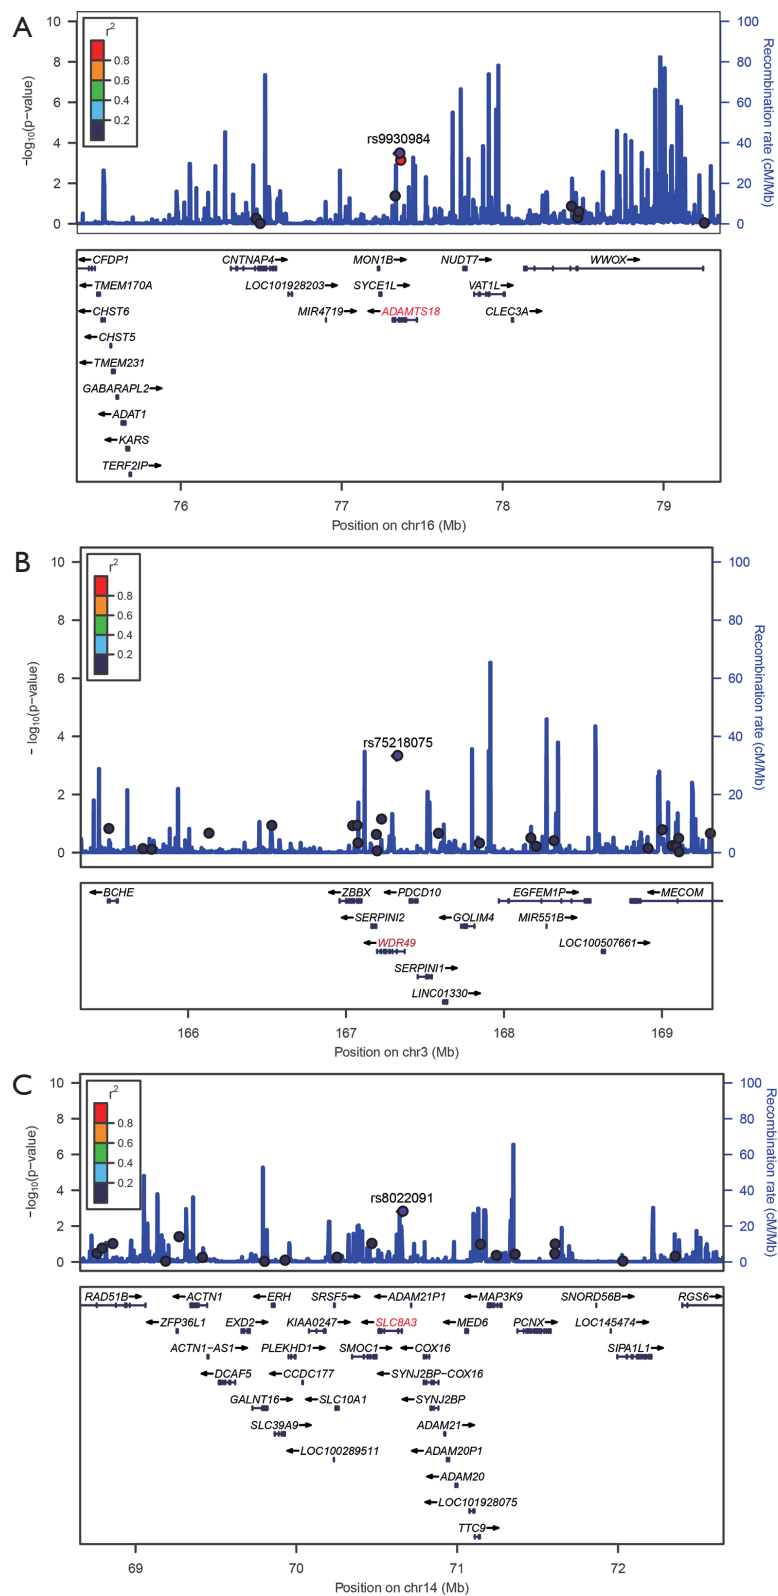 A
r2
0.8
0.6
0.4
0.2
10
8
6
4
2
0
−log10(p−value)
100
80
60
40
20
0
Recombination rate (cM/Mb)
rs9930984
CFDP1 CNTNAP4 MON1B NUDT7 WWOX
TMEM170A LOC101928203 SYCE1L VAT1L
CHST6 MIR4719 ADAMTS18 CLEC3A
CHST5
TMEM231
GABARAPL2
ADAT1
KARS
TERF2IP
76 77 78 79
Position on chr16 (Mb)
B
r2
0.8
0.6
0.4
0.2
10
8
6
4
2
0
− log10(p−value)
100
80
60
40
20
0
Recombination rate (cM/Mb)
rs75218075
BCHE ZBBX PDCD10 EGFEM1P MECOM
SERPINI2 GOLIM4 MIR551B
WDR49 LOC100507661
SERPINI1
LINC01330
166 167 168 169
Position on chr3 (Mb)
C
r2
0.8
0.6
0.4
0.2
10
8
6
4
2
0
−log10(p−value)
100
80
60
40
20
0
Recombination rate (cM/Mb)
rs8022091
RAD51B ACTN1 ERH SRSF5 ADAM21P1 MAP3K9 SNORD56B RGS6
ZFP36L1 EXD2 KIAA0247 SLC8A3 MED6 PCNX LOC145474
ACTN1−AS1 PLEKHD1 SMOC1 COX16 SIPA1L1
DCAF5 CCDC177 SYNJ2BP−COX16
GALNT16 SLC10A1 SYNJ2BP
SLC39A9 ADAM21
LOC100289511 ADAM20P1
ADAM20
LOC101928075
TTC9
69 70 71 72
Position on chr14 (Mb)